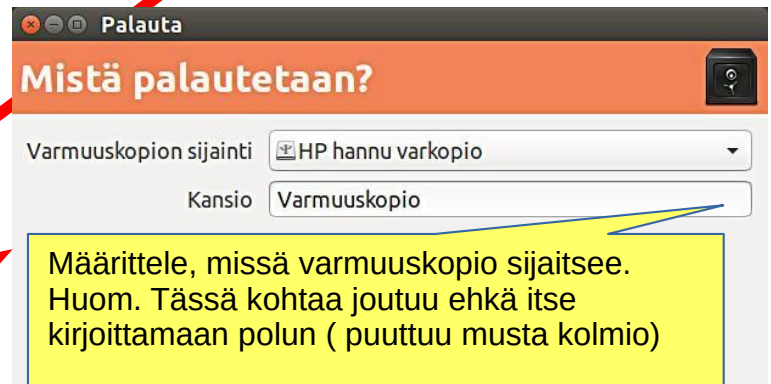 Palauta
Mistä palautetaan?
Varmuuskopion sijainti HP hannu varkopio
Kansio Varmuuskopio
Määrittele, missä varmuuskopio sijaitsee.
Huom. Tässä kohtaa joutuu ehkä itse
kirjoittamaan polun ( puuttuu musta kolmio)